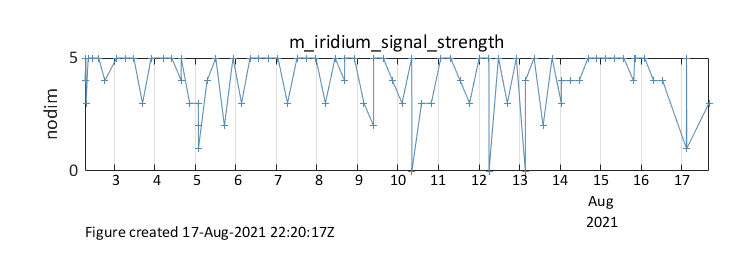 m_iridium_signal_strength
5
nodim
0
3 4 5 6 7 8 9 10 11 12 13 14 15 16 17
Aug
2021
Figure created 17-Aug-2021 22:20:17Z